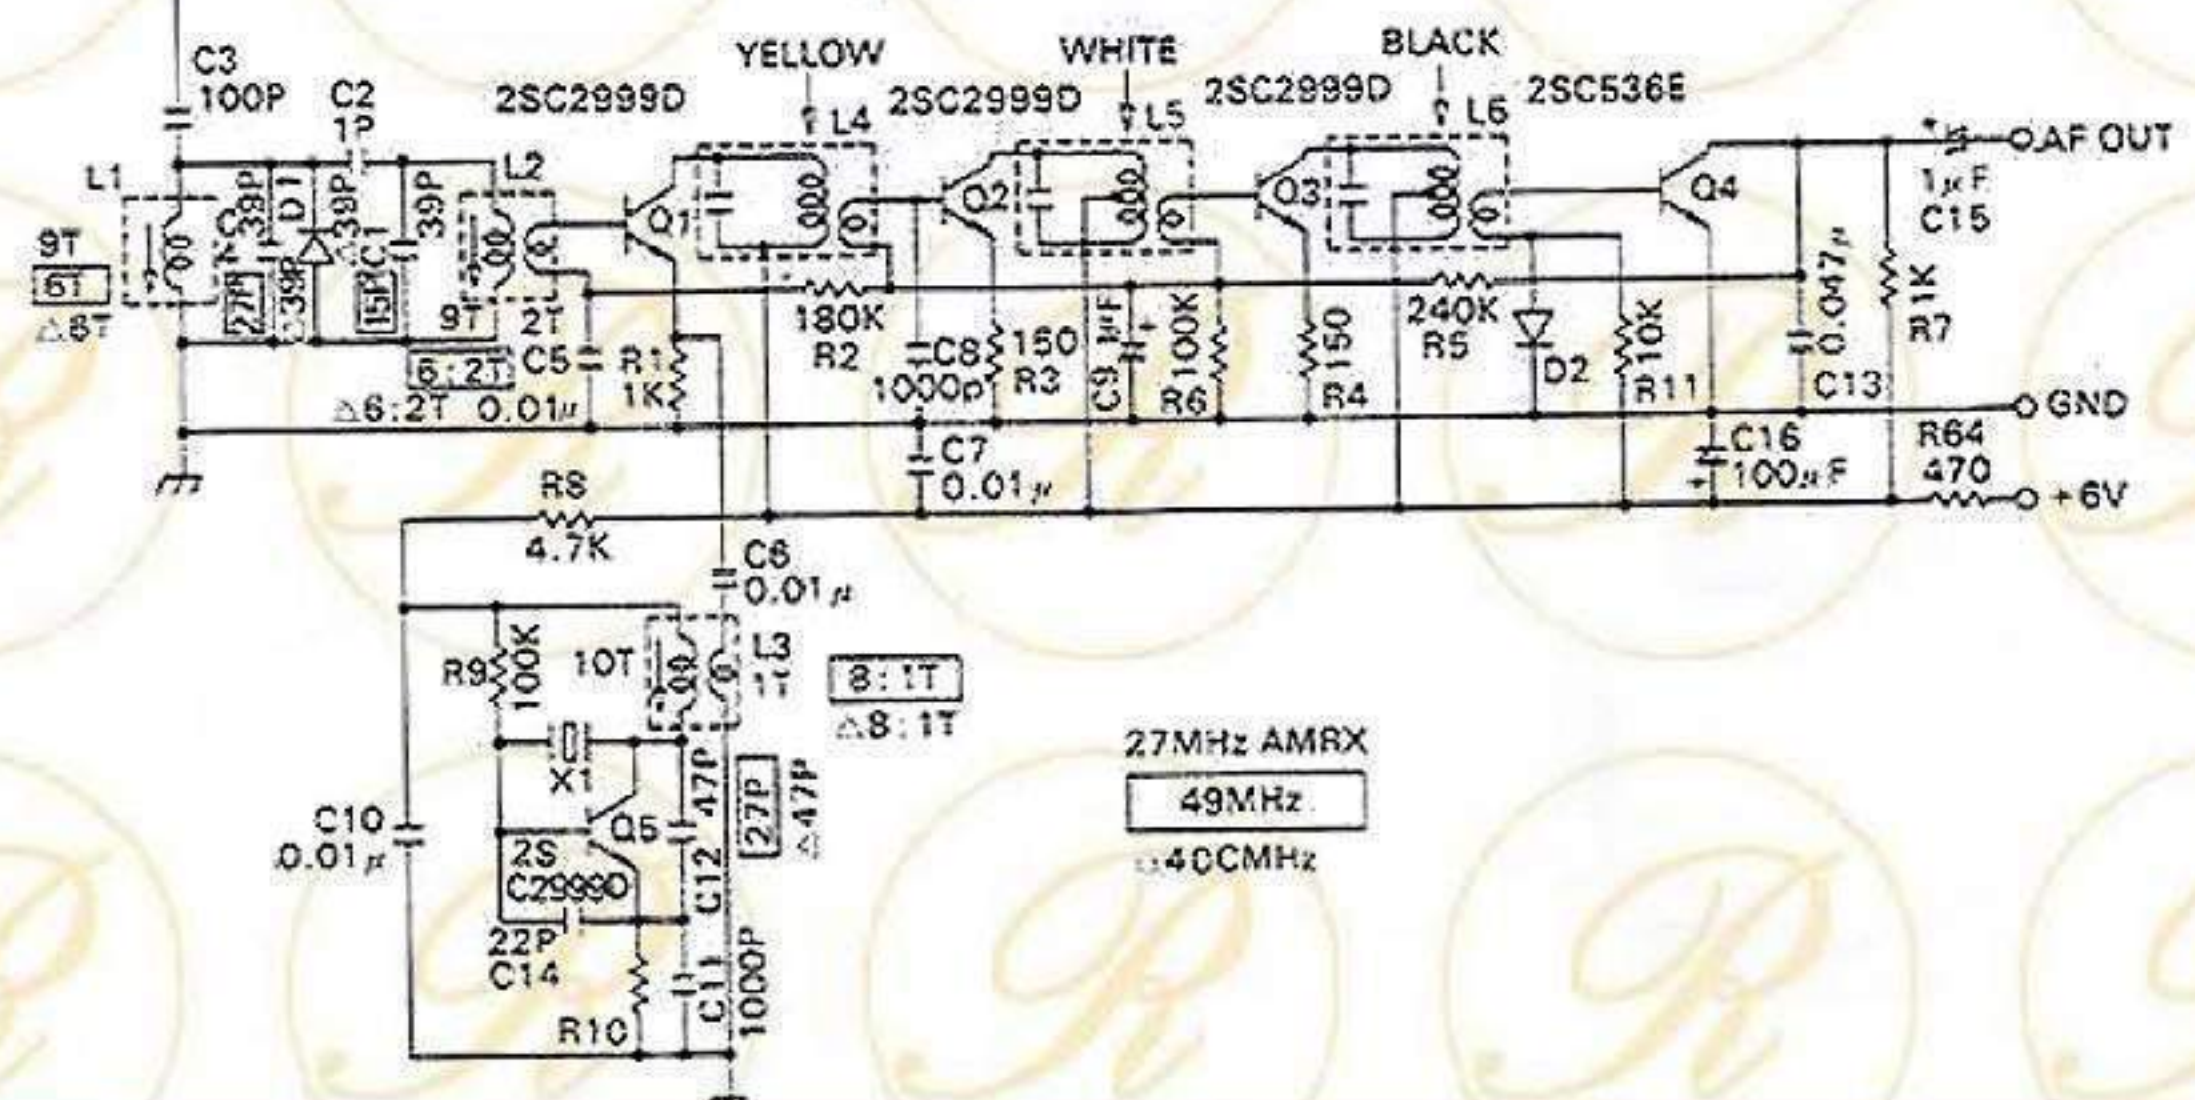 C3
100P
C2
1P
2SC2999D
YELLOW
L4
2SC2999D
WHITE
L5
2SC2999D
BLACK
L6
2SC536E
AF OUT
1μF
C15
L1
9T
6T
△6T
27P
39P
△39P
D1
△39P
C1
15P
39P
L2
9T
2T
6:2T
△6:2T
C5
0.01μ
Q1
R1
1K
180K
R2
Q2
C8
1000p
150
R3
C9
1μF
100K
R6
Q3
150
R4
240K
R5
D2
10K
R11
Q4
0.047μ
C13
1K
R7
GND
C7
0.01μ
C16
100μF
R64
470
+6V
R8
4.7K
C6
0.01μ
R9
100K
10T
L3
1T
8:1T
△8:1T
X1
47P
27P
△47P
C12
Q5
2S
C2999D
C10
0.01μ
22P
C14
R10
C11
1000P
27MHz AMRX
49MHz
△40CMHz